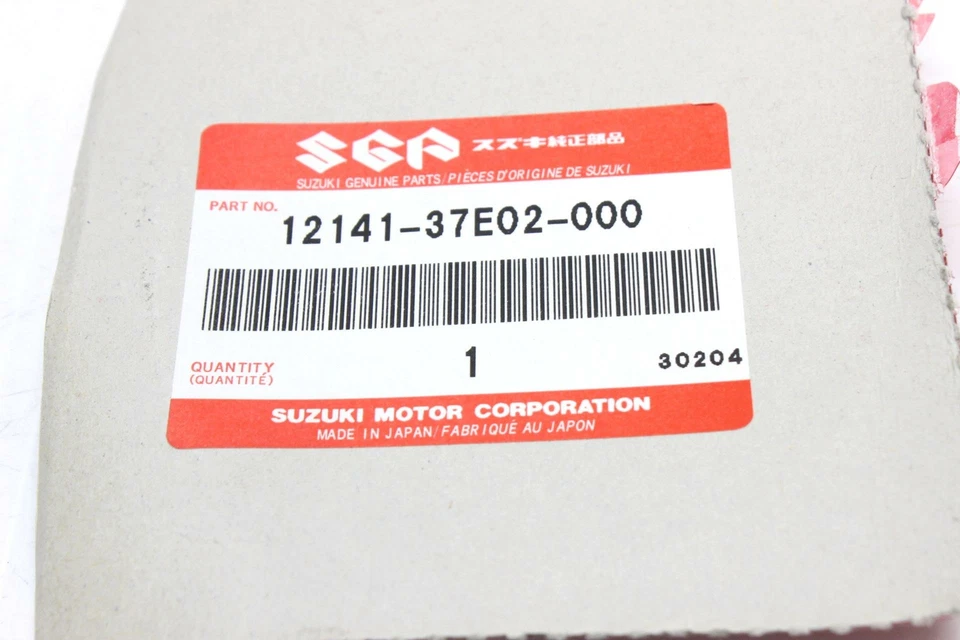 SGP スズキ純正部品
SUZUKI GENUINE PARTS/PIÈCES D'ORIGINE DE SUZUKI
PART NO. 12141-37E02-000
QUANTITY 1 30204
(QUANTITÉ)
SUZUKI MOTOR CORPORATION
MADE IN JAPAN/FABRIQUÉ AU JAPON